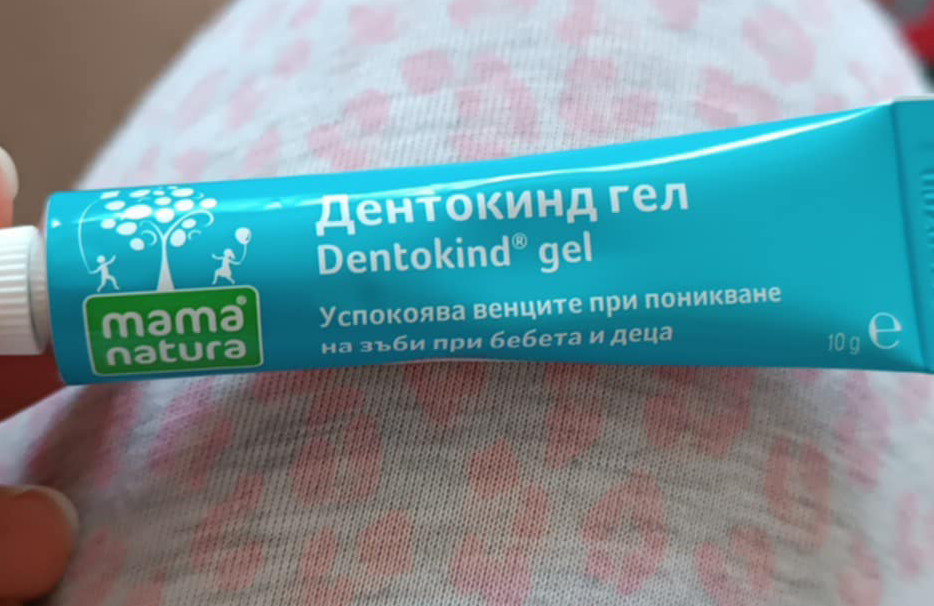 Дентокинд гел
Dentokind® gel
Успокоява венците при поникване
на зъби при бебета и деца
mama®
natura
10 g e